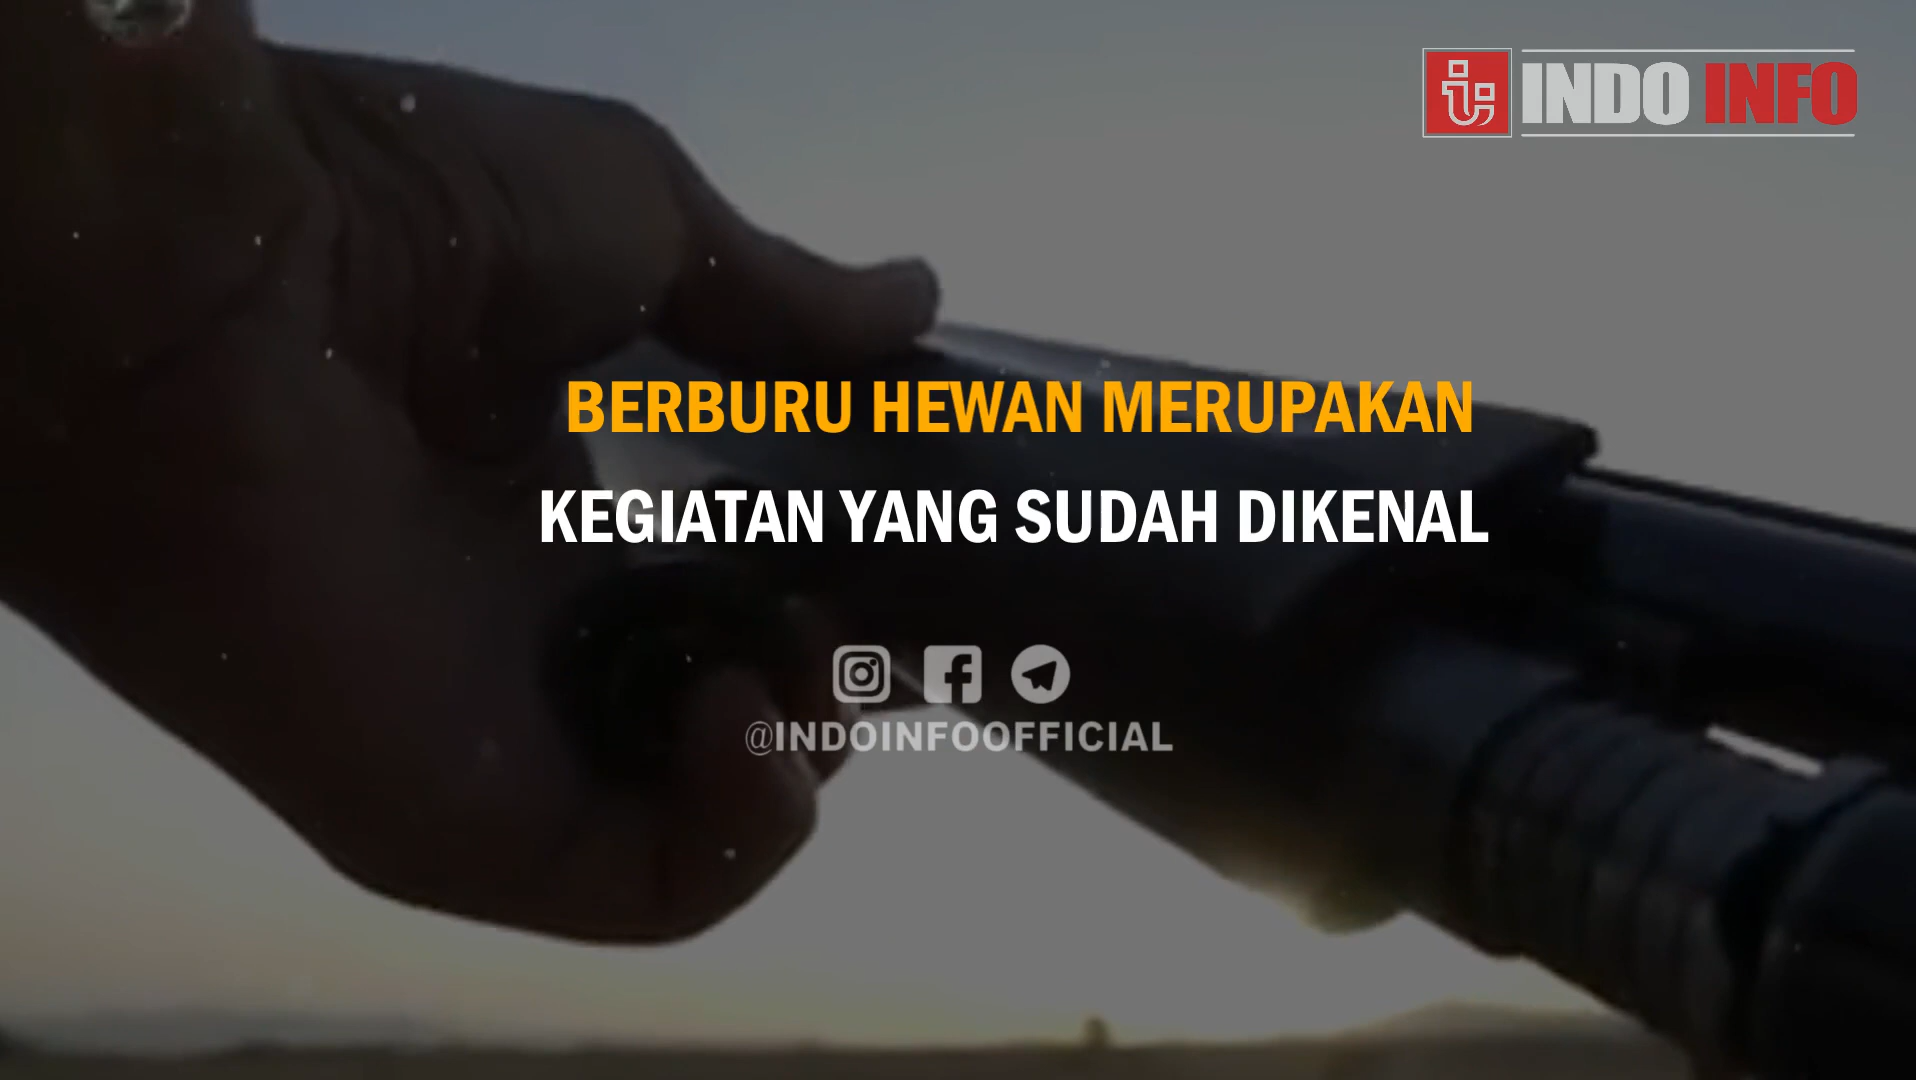 INDO INFO
BERBURU HEWAN MERUPAKAN
KEGIATAN YANG SUDAH DIKENAL
@INDOINFOOFFICIAL